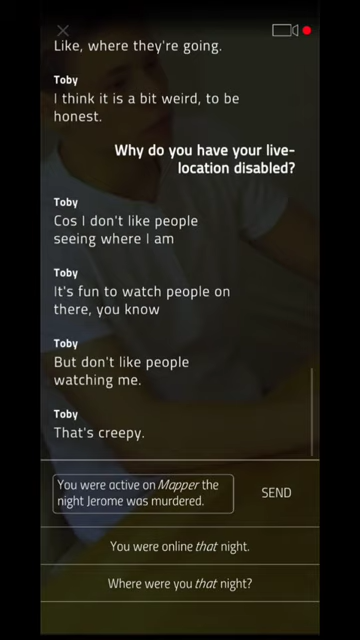 Like, where they're going.
Toby
I think it is a bit weird, to be
honest.
Why do you have your live-
location disabled?
Toby
Cos I don't like people
seeing where I am
Toby
It's fun to watch people on
there, you know
Toby
But don't like people
watching me.
Toby
That's creepy.
You were active on Mapper the
night Jerome was murdered.
SEND
You were online that night.
Where were you that night?